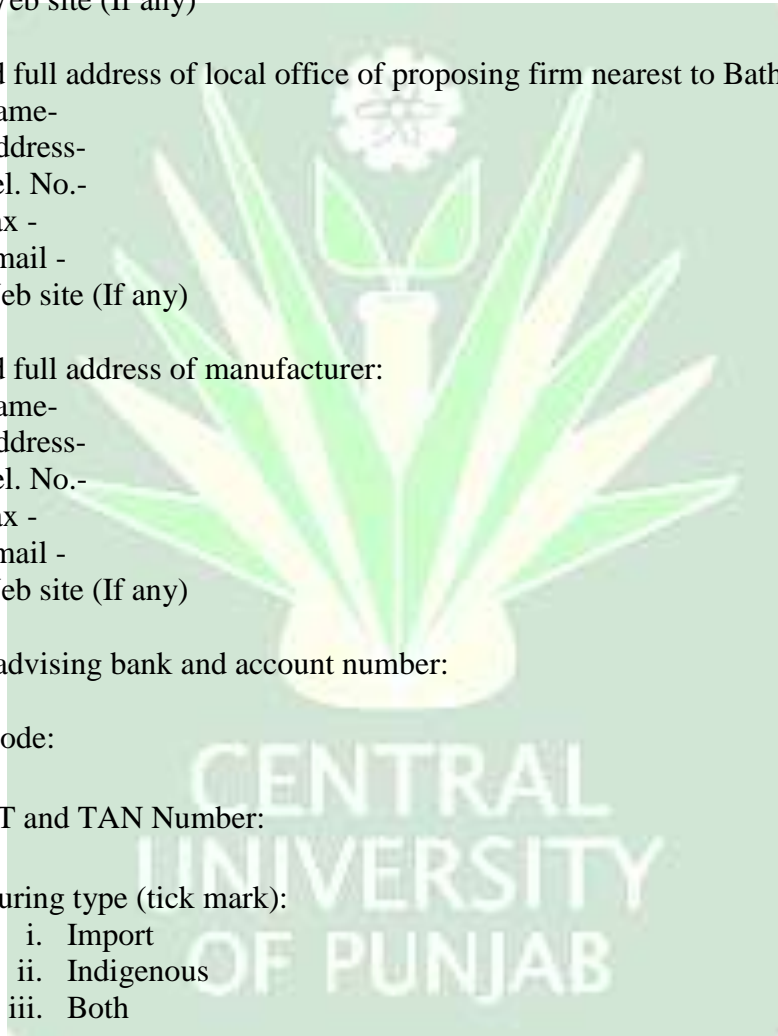 eb site (If any)
full address of local office of proposing firm nearest to Bath
ame-
ddress-
el. No.-
ax -
mail -
eb site (If any)
full address of manufacturer:
ame-
ddress-
el. No.-
ax -
mail -
eb site (If any)
advising bank and account number:
ode:
T and TAN Number:
uring type (tick mark):
i. Import
ii. Indigenous
iii. Both
CENTRAL
UNIVERSITY
OF PUNJAB